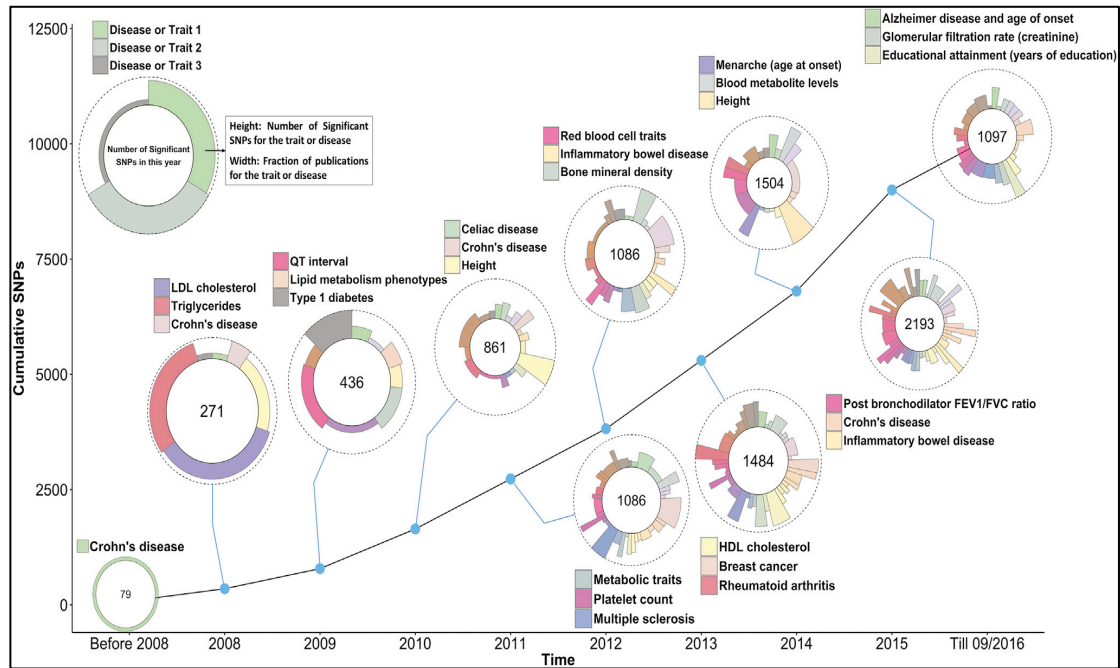 12500
10000
7500
5000
2500
0
Cumulative SNPs
Disease or Trait 1
Disease or Trait 2
Disease or Trait 3
Number of Significant
SNPs in this year
Height: Number of Significant
SNPs for the trait or disease
Width: Fraction of publications
for the trait or disease
Crohn's disease
79
LDL cholesterol
Triglycerides
Crohn's disease
271
QT interval
Lipid metabolism phenotypes
Type 1 diabetes
436
Celiac disease
Crohn's disease
Height
861
Red blood cell traits
Inflammatory bowel disease
Bone mineral density
1086
1086
Metabolic traits
Platelet count
Multiple sclerosis
Menarche (age at onset)
Blood metabolite levels
Height
1504
1484
HDL cholesterol
Breast cancer
Rheumatoid arthritis
Alzheimer disease and age of onset
Glomerular filtration rate (creatinine)
Educational attainment (years of education)
1097
2193
Post bronchodilator FEV1/FVC ratio
Crohn's disease
Inflammatory bowel disease
Before 2008
2008
2009
2010
2011
2012
2013
2014
2015
Till 09/2016
Time